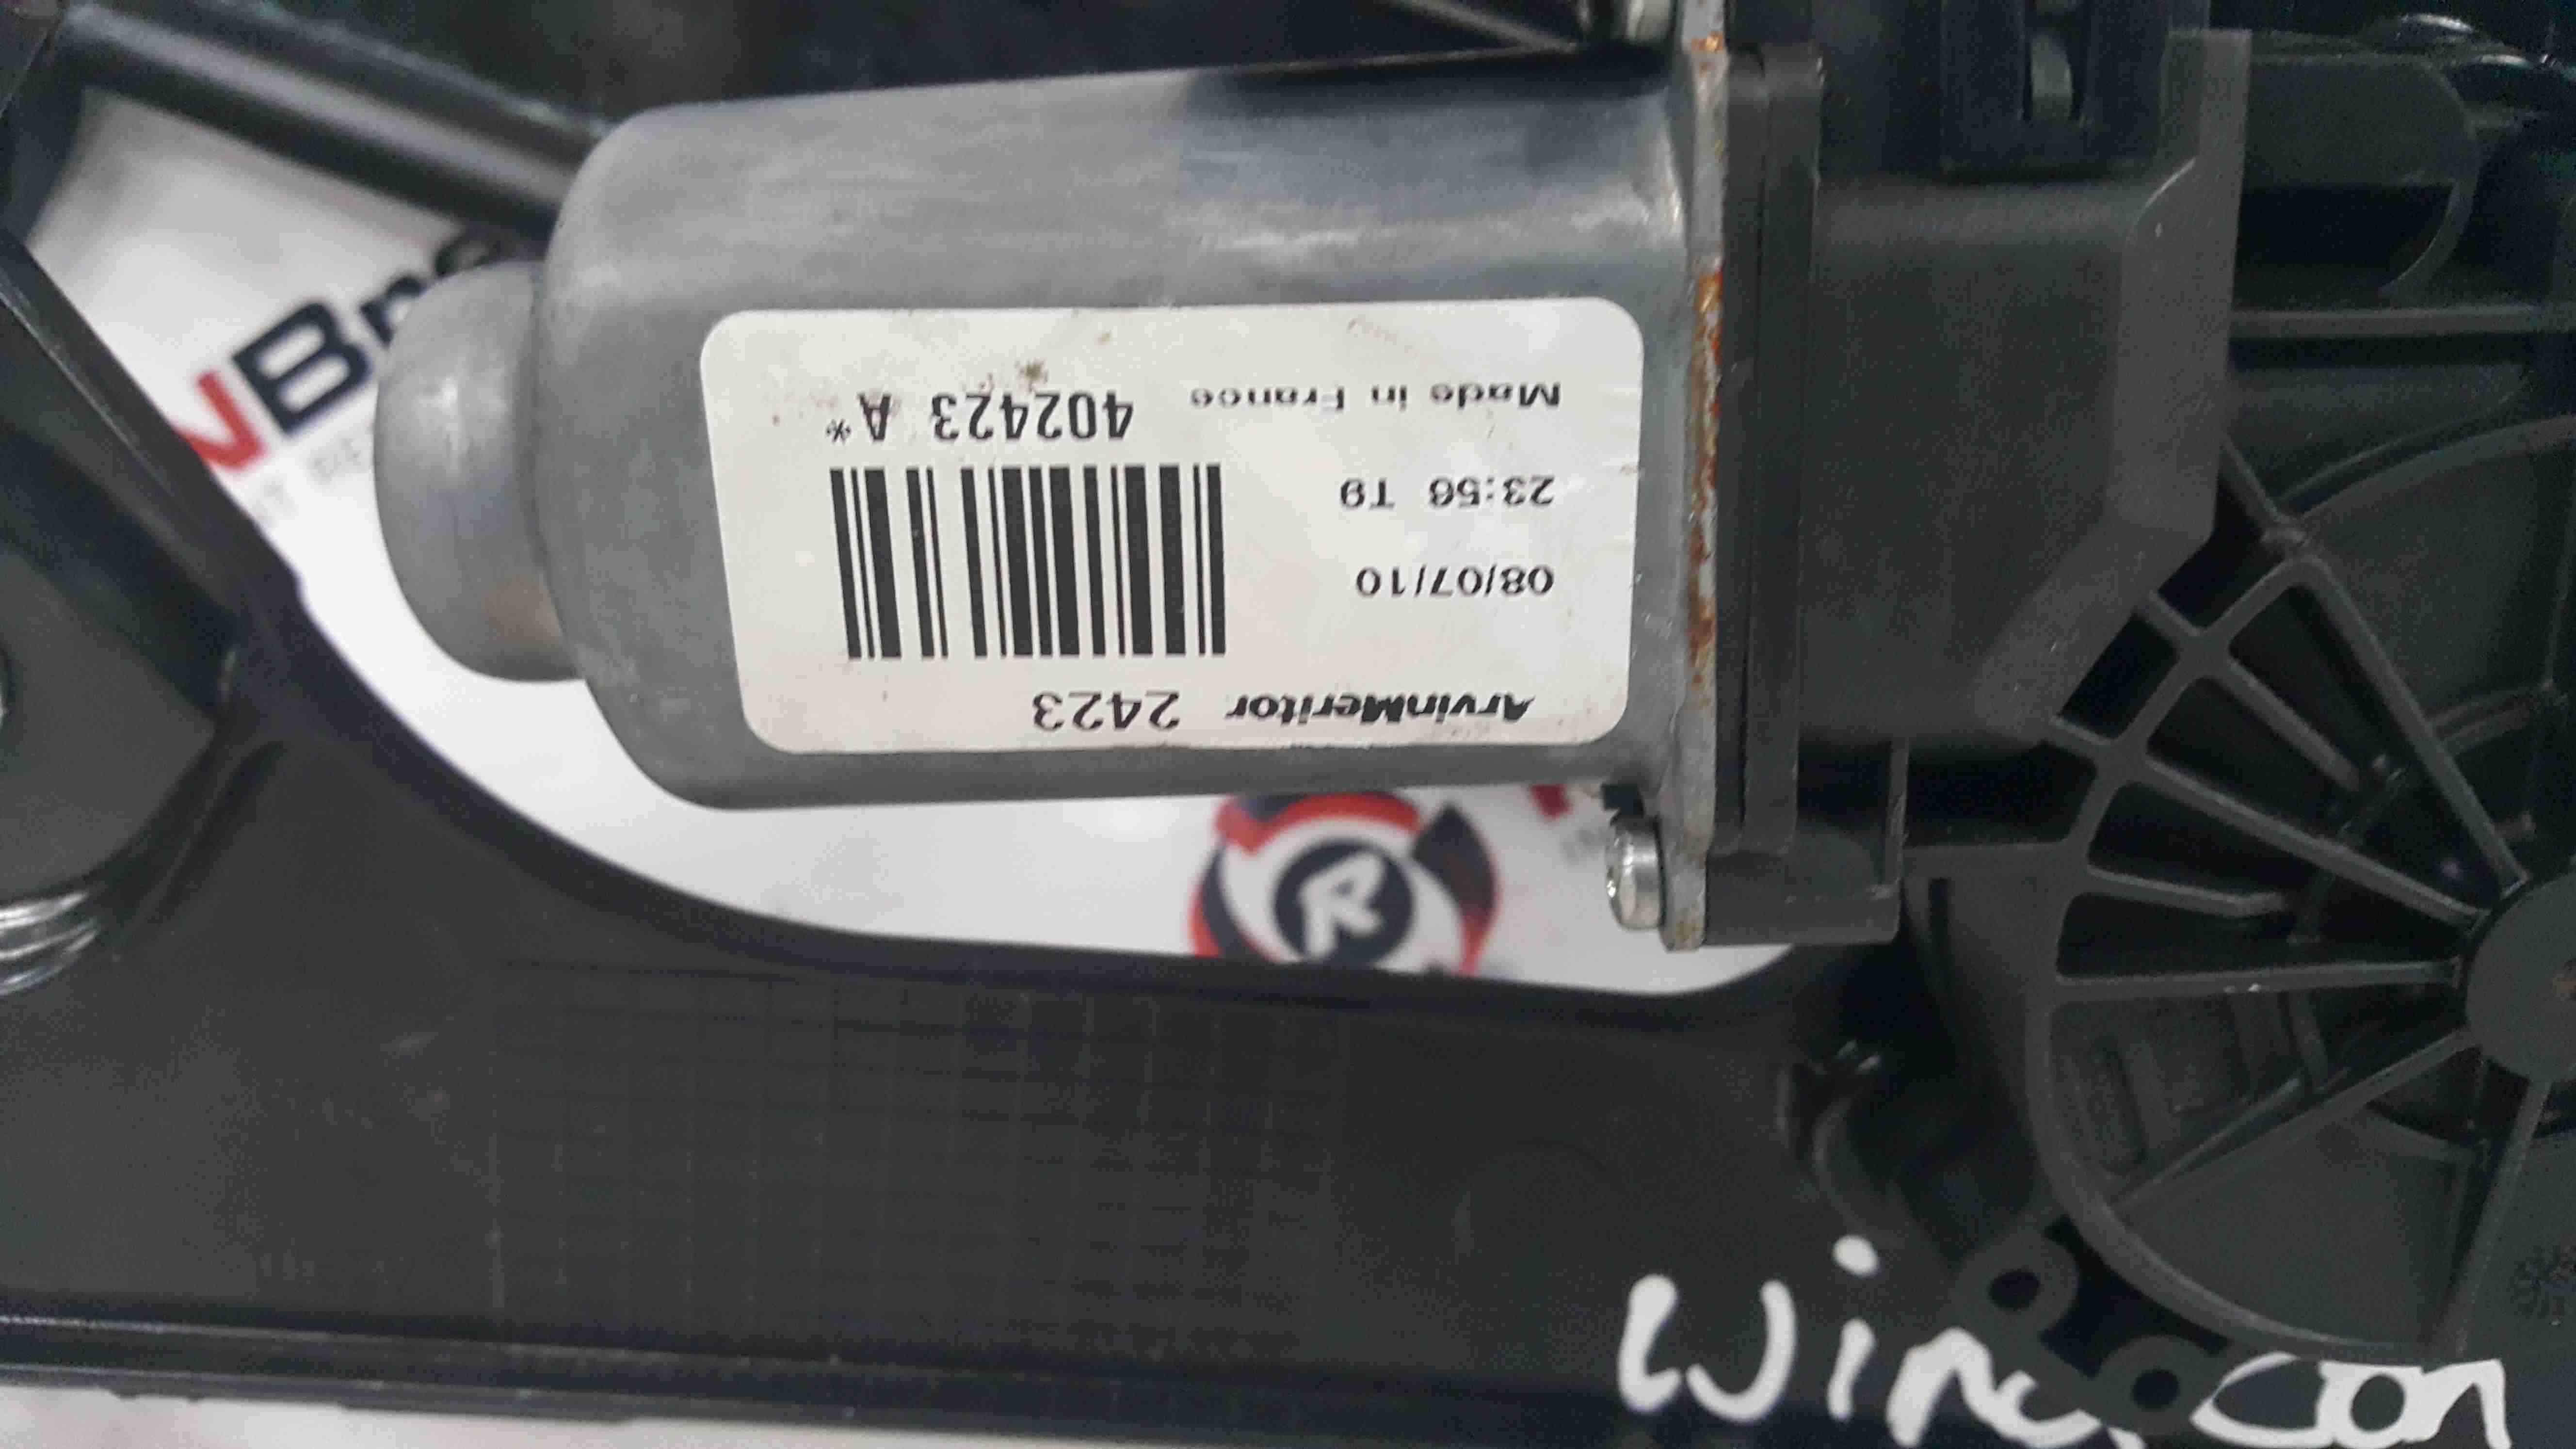 ArvinMeritor 2423
08/07/10
23:56 T9
Made in France 402423 A*
R